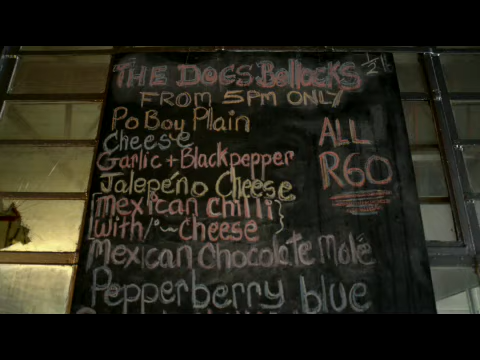 THE DOGS Bollocks
FROM 5PM ONLY
Po Boy Plain
Cheese
Garlic + Blackpepper
Jalepeńo Cheese
Mexican chilli
with/ ~ cheese
Mexican Chocolate Molé
Pepperberry blue
ALL
R60